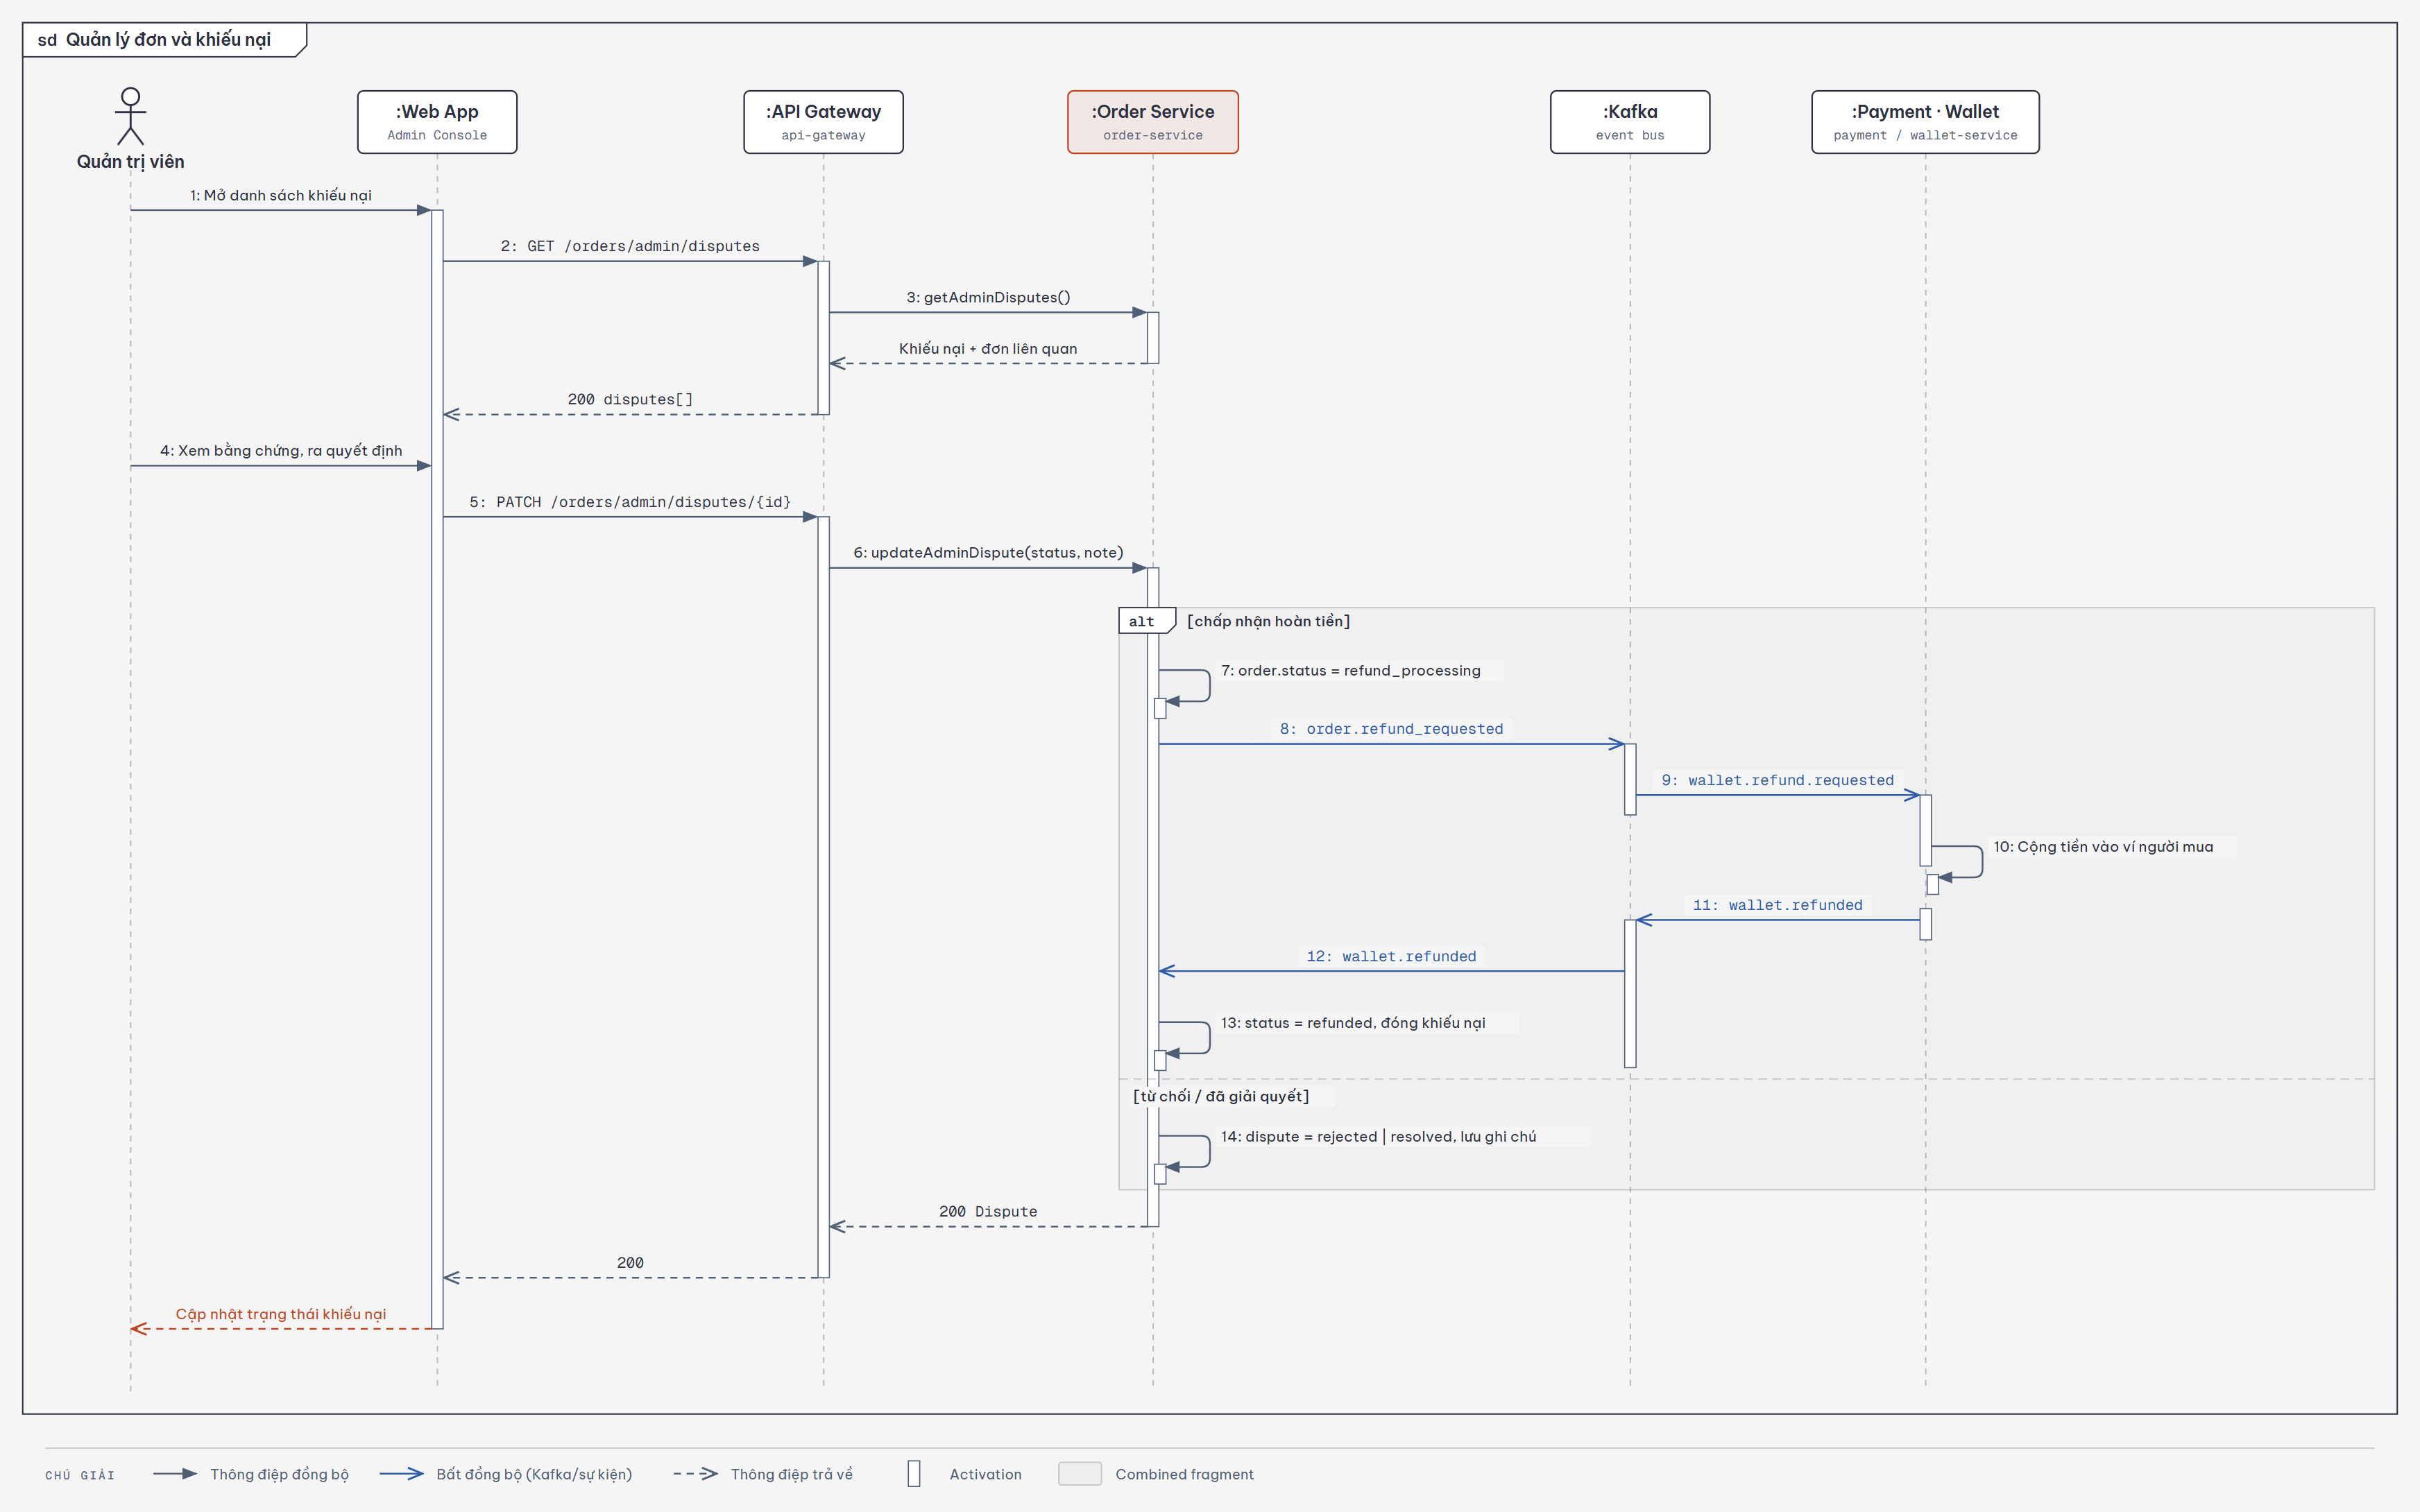 sd Quản lý đơn và khiếu nại
Quản trị viên
:Web App
Admin Console
:API Gateway
api-gateway
:Order Service
order-service
:Kafka
event bus
:Payment · Wallet
payment / wallet-service
1: Mở danh sách khiếu nại
2: GET /orders/admin/disputes
3: getAdminDisputes()
Khiếu nại + đơn liên quan
200 disputes[]
4: Xem bằng chứng, ra quyết định
5: PATCH /orders/admin/disputes/{id}
6: updateAdminDispute(status, note)
alt [chấp nhận hoàn tiền]
7: order.status = refund_processing
8: order.refund_requested
9: wallet.refund.requested
10: Cộng tiền vào ví người mua
11: wallet.refunded
12: wallet.refunded
13: status = refunded, đóng khiếu nại
[từ chối / đã giải quyết]
14: dispute = rejected | resolved, lưu ghi chú
200 Dispute
200
Cập nhật trạng thái khiếu nại
CHÚ GIẢI
Thông điệp đồng bộ
Bất đồng bộ (Kafka/sự kiện)
Thông điệp trả về
Activation
Combined fragment